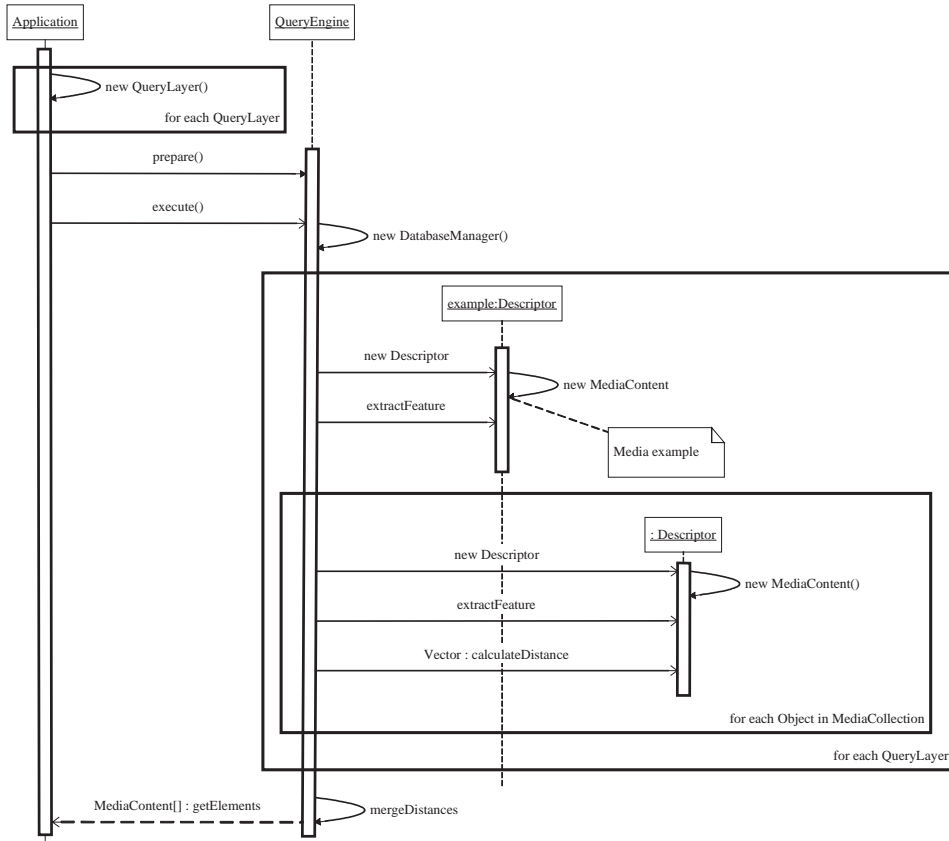 Application
QueryEngine
new QueryLayer()
for each QueryLayer
prepare()
execute()
new DatabaseManager()
example:Descriptor
new Descriptor
new MediaContent
extractFeature
Media example
: Descriptor
new Descriptor
new MediaContent()
extractFeature
Vector : calculateDistance
for each Object in MediaCollection
for each QueryLayer
MediaContent[] : getElements
mergeDistances